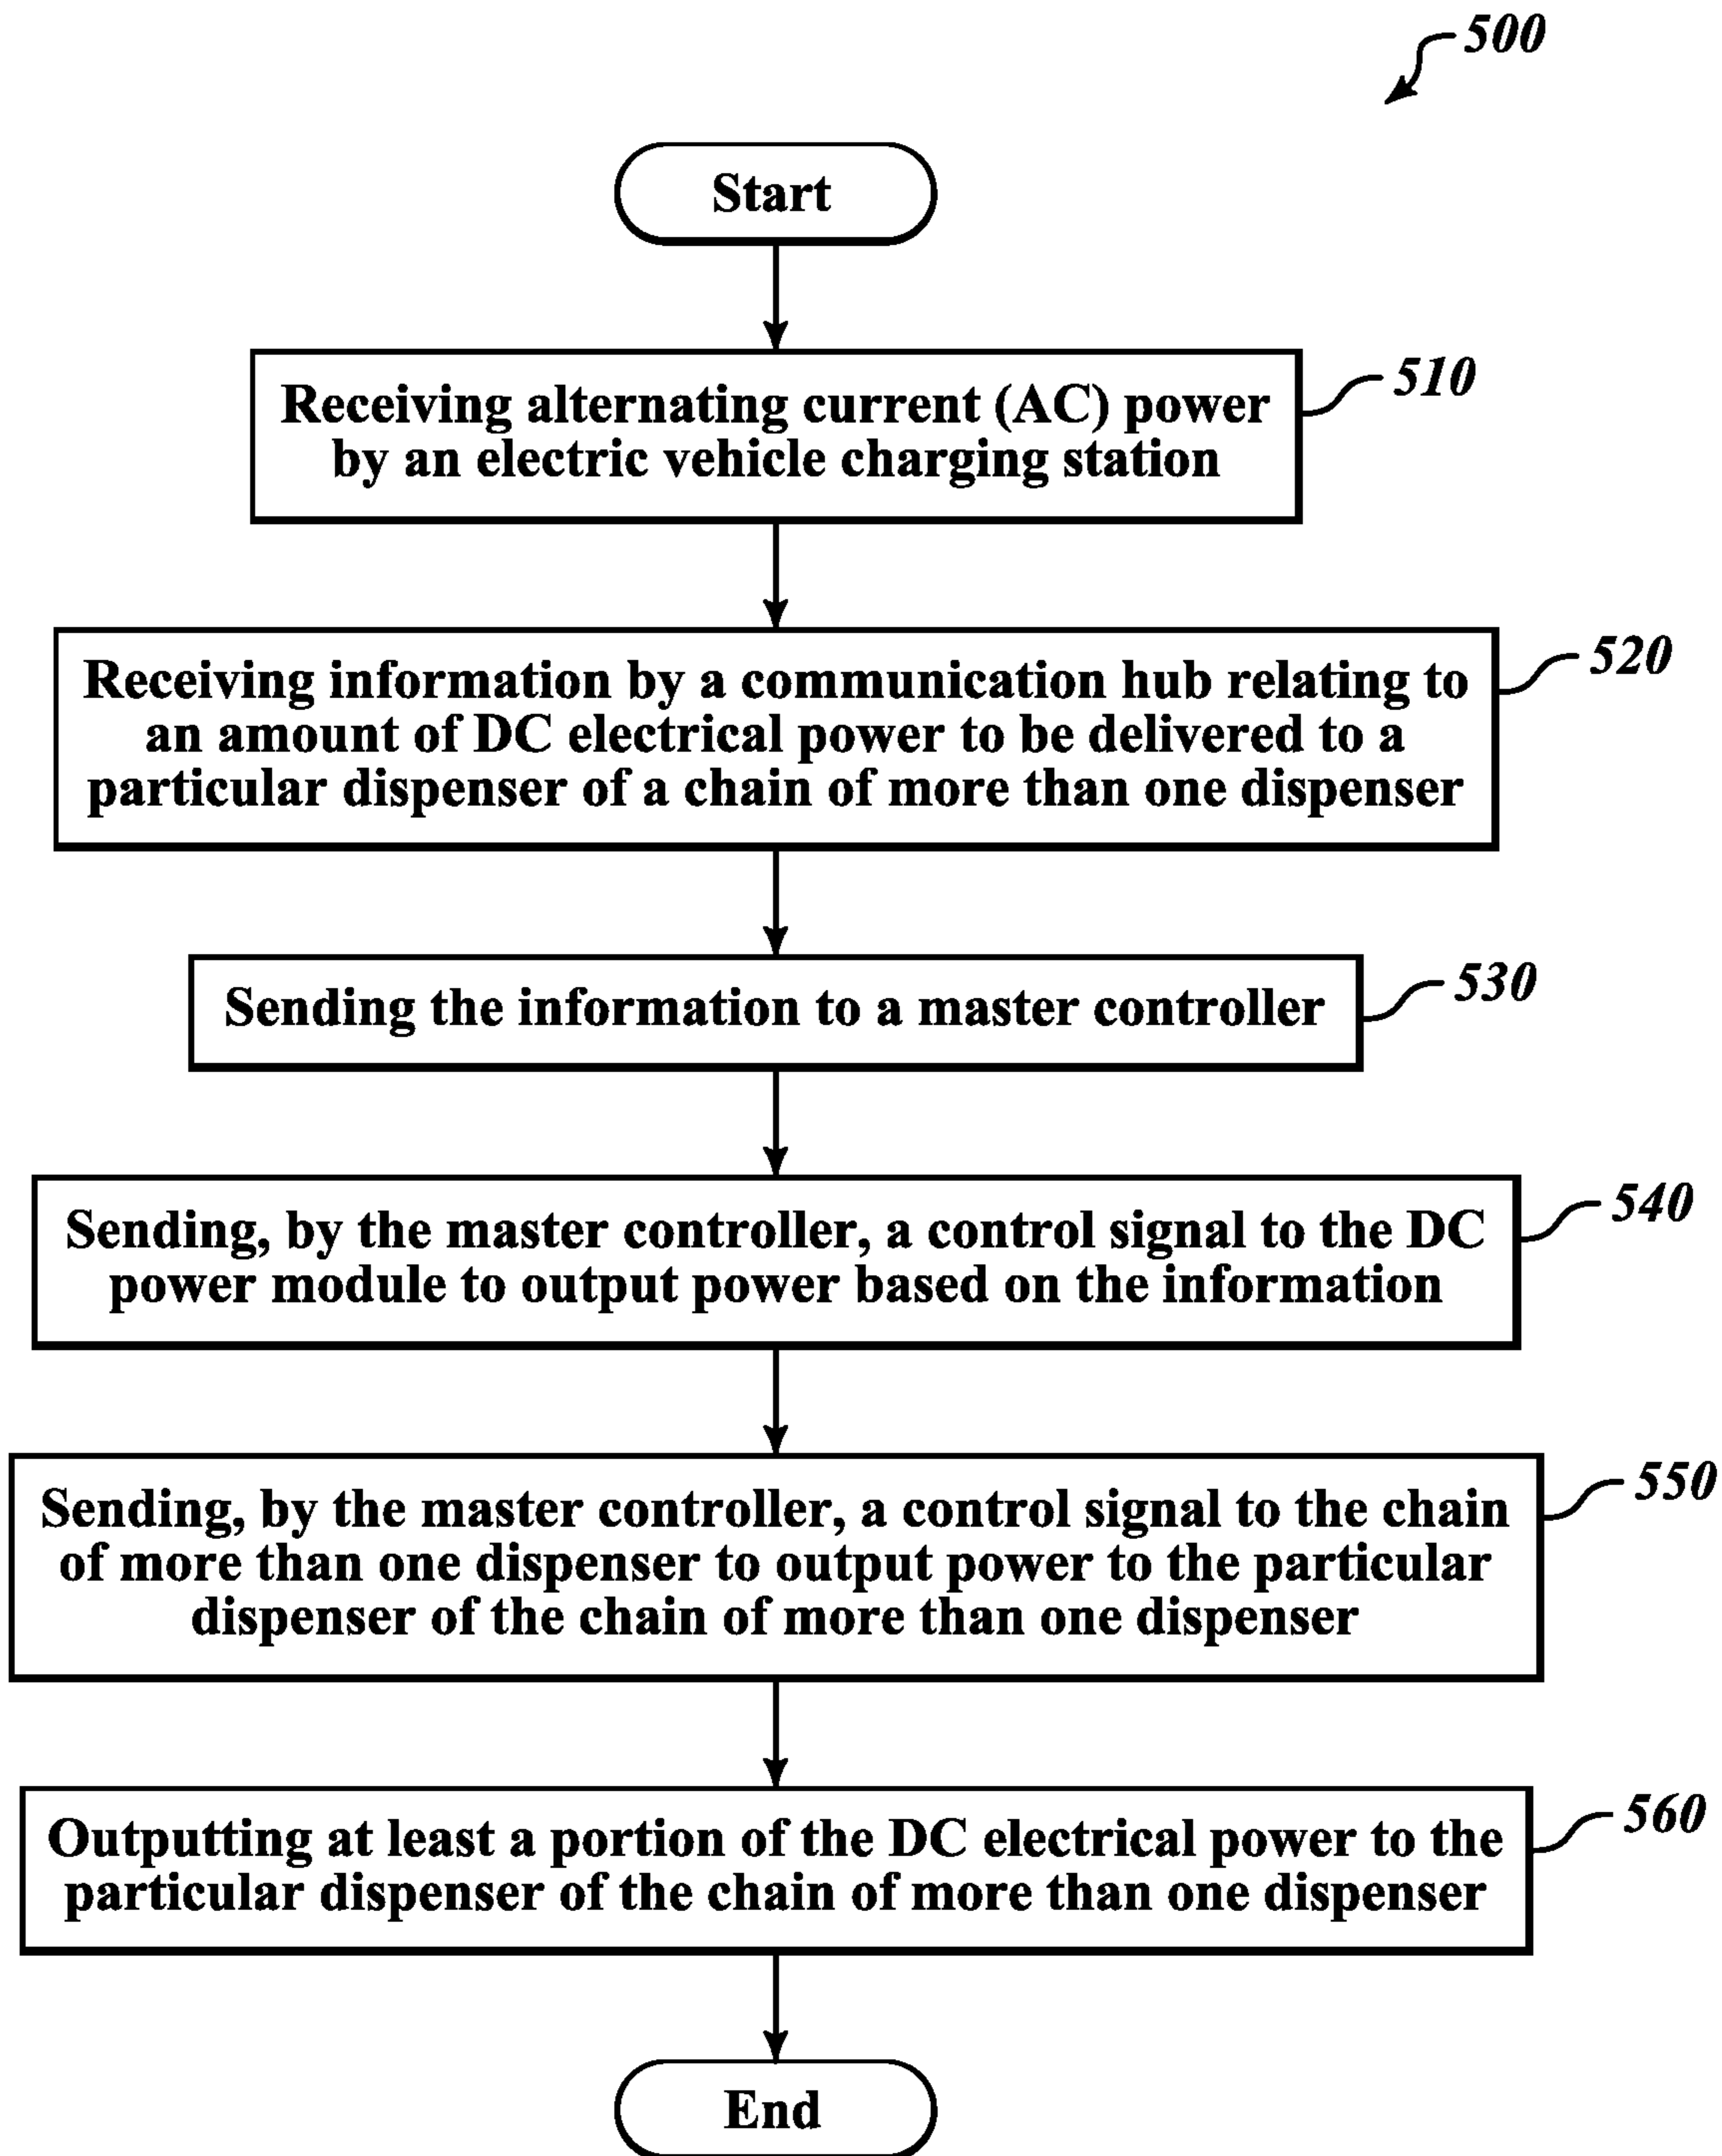 500
Start
Receiving alternating current (AC) power
by an electric vehicle charging station
510
Receiving information by a communication hub relating to
an amount of DC electrical power to be delivered to a
particular dispenser of a chain of more than one dispenser
520
Sending the information to a master controller
530
Sending, by the master controller, a control signal to the DC
power module to output power based on the information
540
Sending, by the master controller, a control signal to the chain
of more than one dispenser to output power to the particular
dispenser of the chain of more than one dispenser
550
Outputting at least a portion of the DC electrical power to the
particular dispenser of the chain of more than one dispenser
560
End